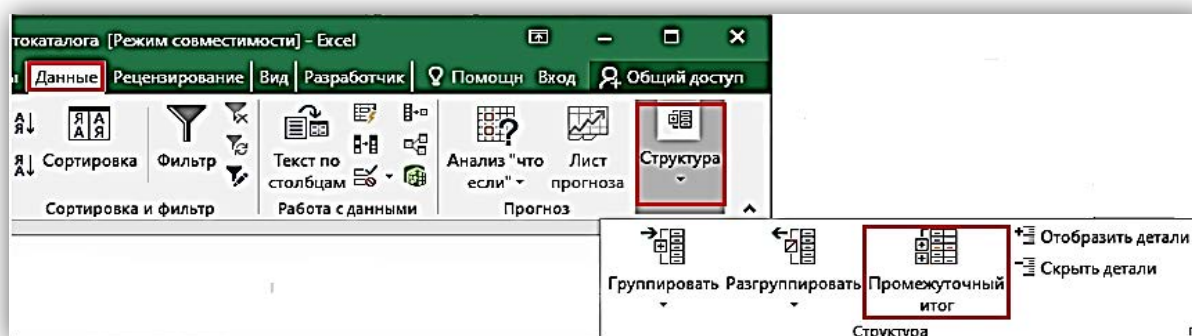 токаталога [Режим совместимости] - Excel
ы Данные Рецензирование Вид Разработчик Помощн Вход Общий доступ
А Я Я А Сортировка Фильтр Текст по столбцам Анализ "что если" Лист прогноза Структура
Сортировка и фильтр Работа с данными Прогноз
Группировать Разгруппировать Промежуточный итог
Отобразить детали
Скрыть детали
Структура